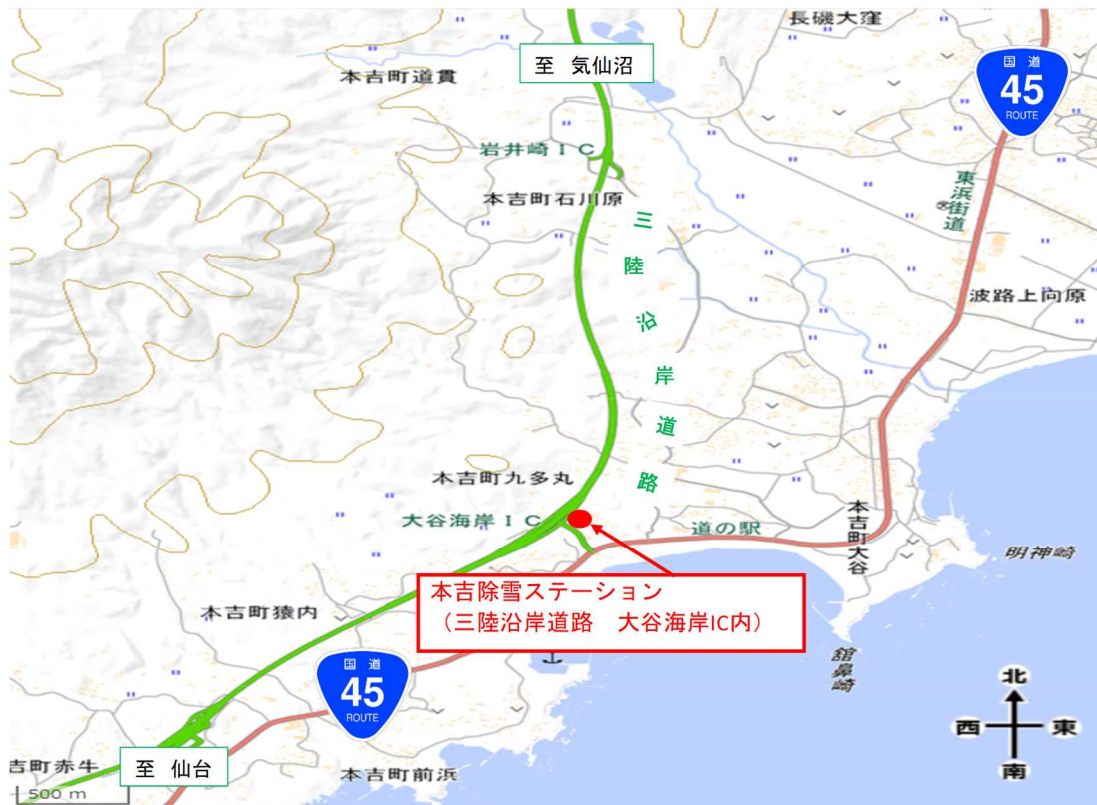 長磯大窪
至 気仙沼
本吉町道貫
国道
45
ROUTE
岩井崎IC
東浜街道
本吉町石川原
三陸沿岸道路
波路上向原
本吉町九多丸
大谷海岸IC
道の駅
本吉町大谷
明神崎
本吉除雪ステーション
(三陸沿岸道路 大谷海岸IC内)
本吉町猿内
国道
45
ROUTE
舘鼻崎
北
西 東
南
至 仙台
吉町赤牛
本吉町前浜
500 m